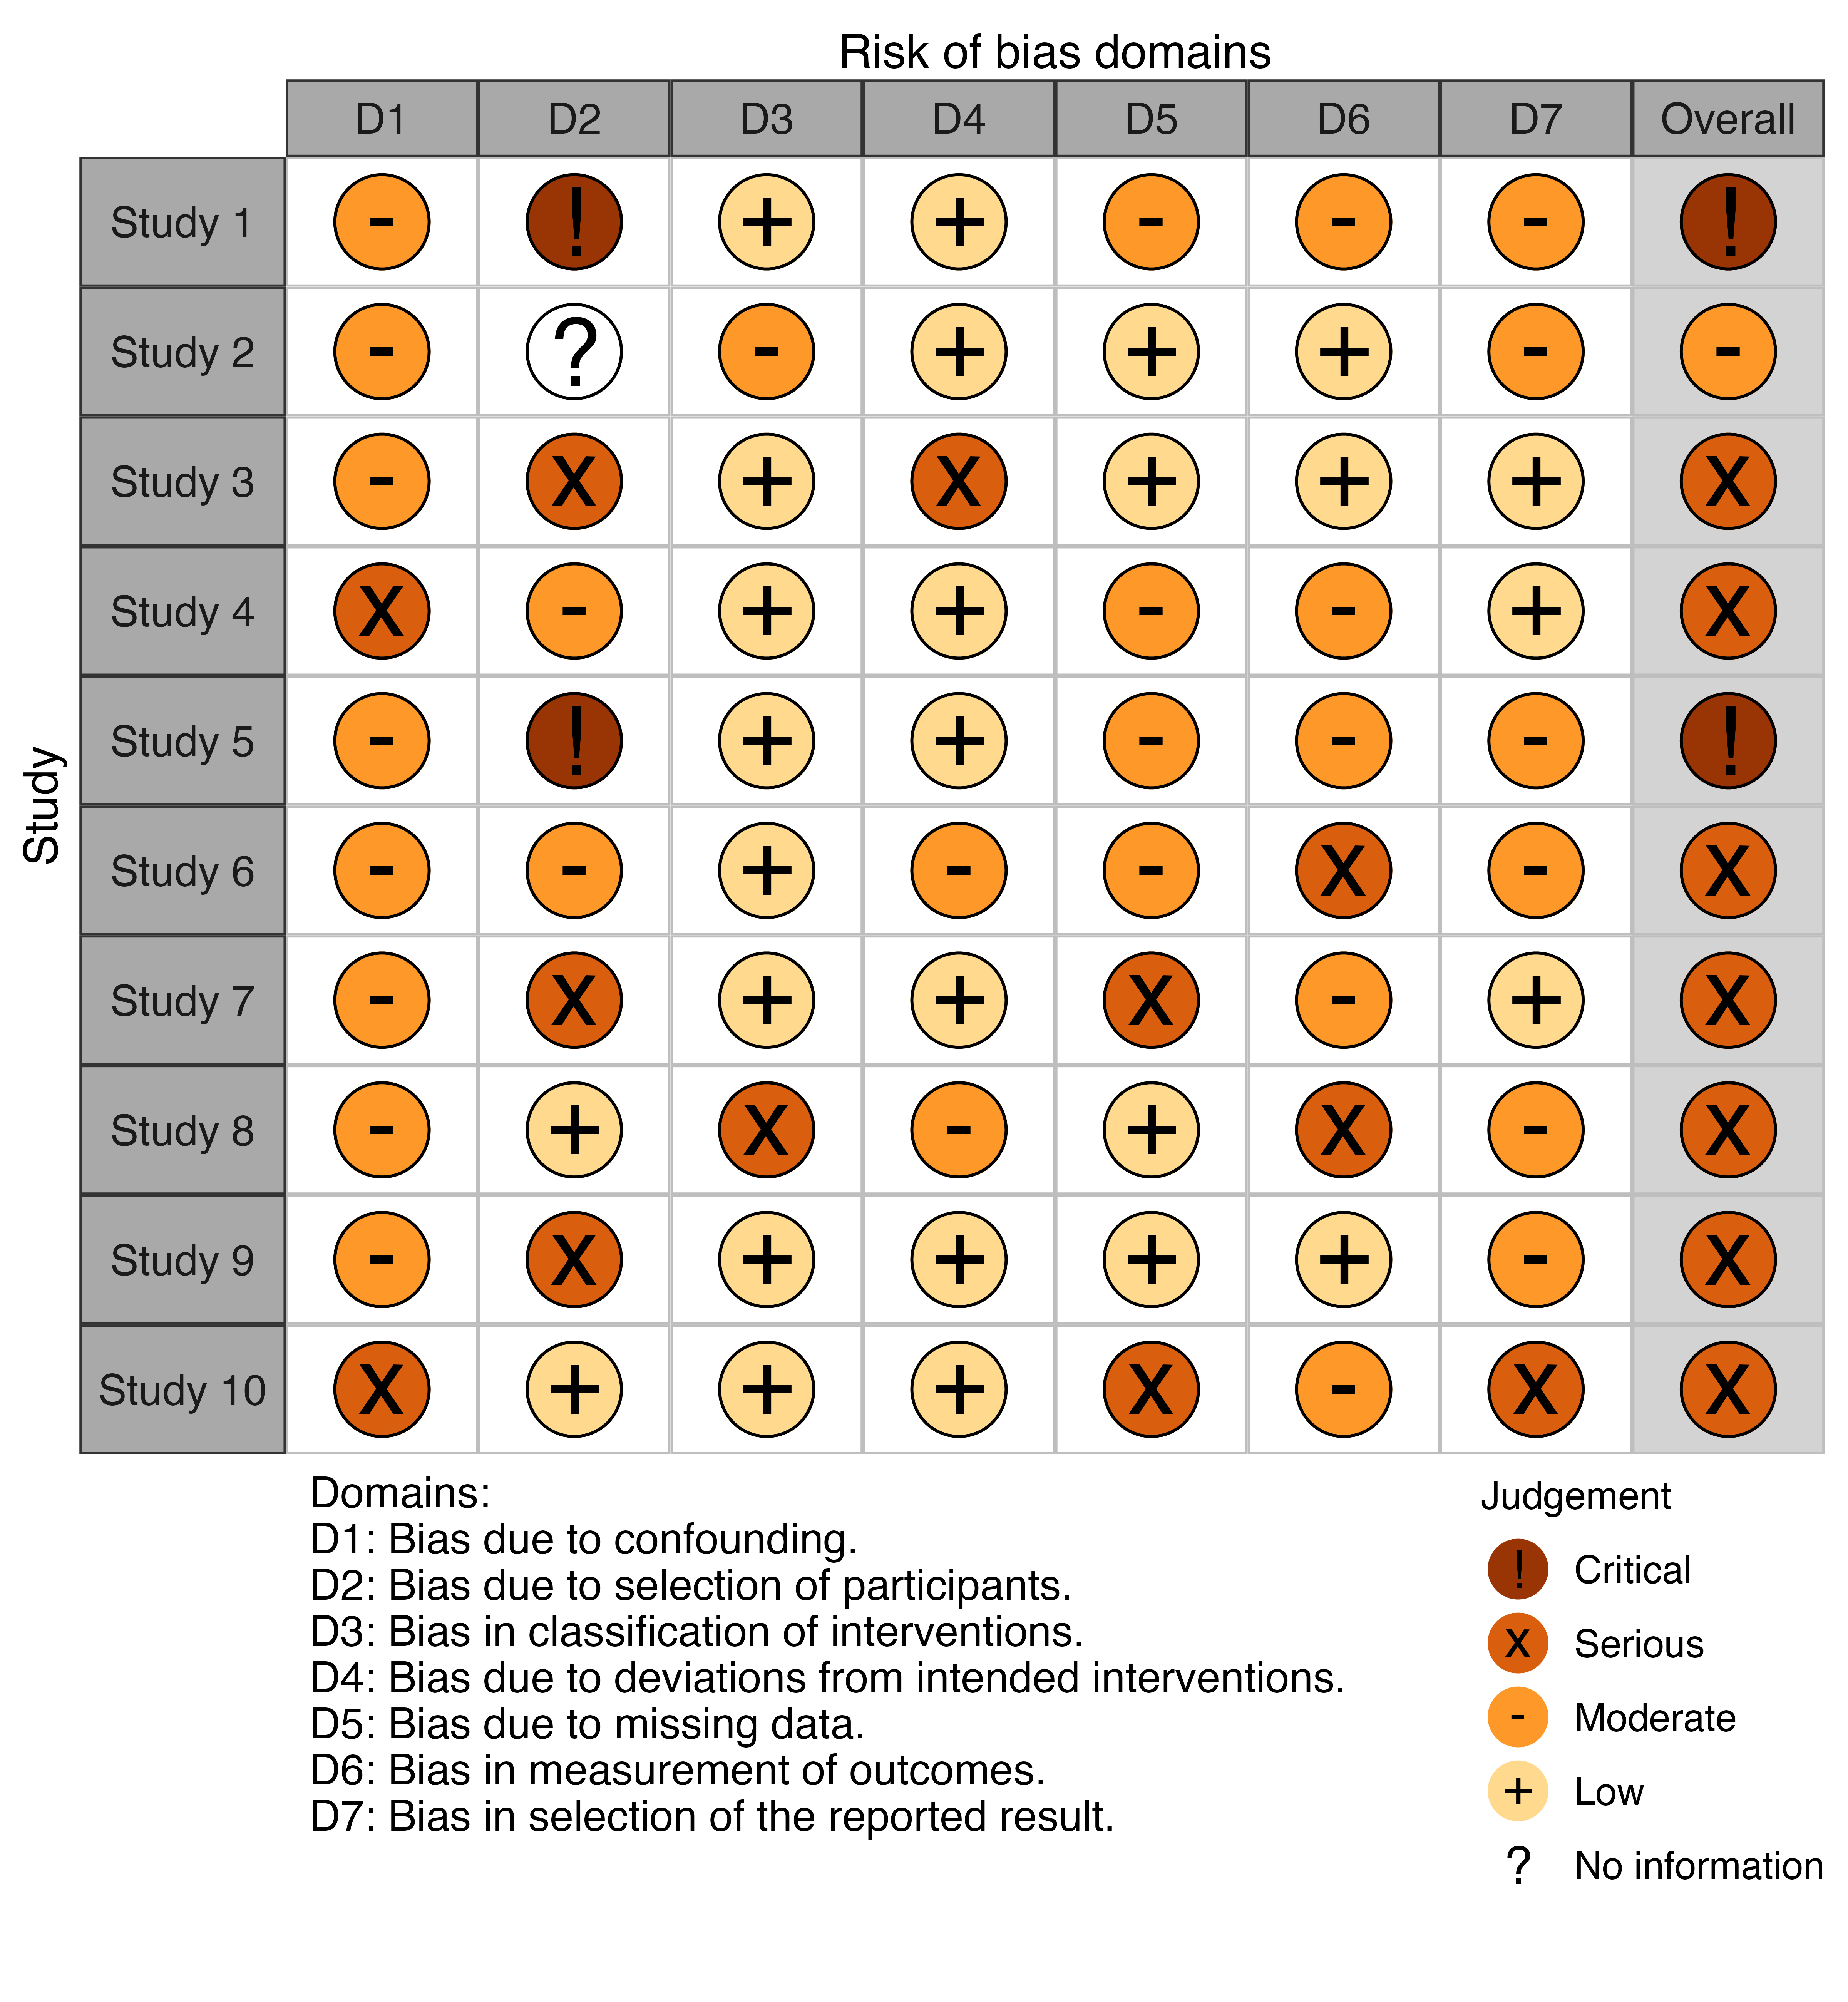 Risk of bias domains
D1 D2 D3 D4 D5 D6 D7 Overall
Study 1 - ! + + - - - !
Study 2 - ? - + + + - -
Study 3 - X + X + + + X
Study 4 X - + + - - + X
Study 5 - ! + + - - - !
Study 6 - - + - - X - X
Study 7 - X + + X - + X
Study 8 - + X - + X - X
Study 9 - X + + + + - X
Study 10 X + + + X - X X
Study
Domains:
D1: Bias due to confounding.
D2: Bias due to selection of participants.
D3: Bias in classification of interventions.
D4: Bias due to deviations from intended interventions.
D5: Bias due to missing data.
D6: Bias in measurement of outcomes.
D7: Bias in selection of the reported result.
Judgement
! Critical
X Serious
- Moderate
+ Low
? No information